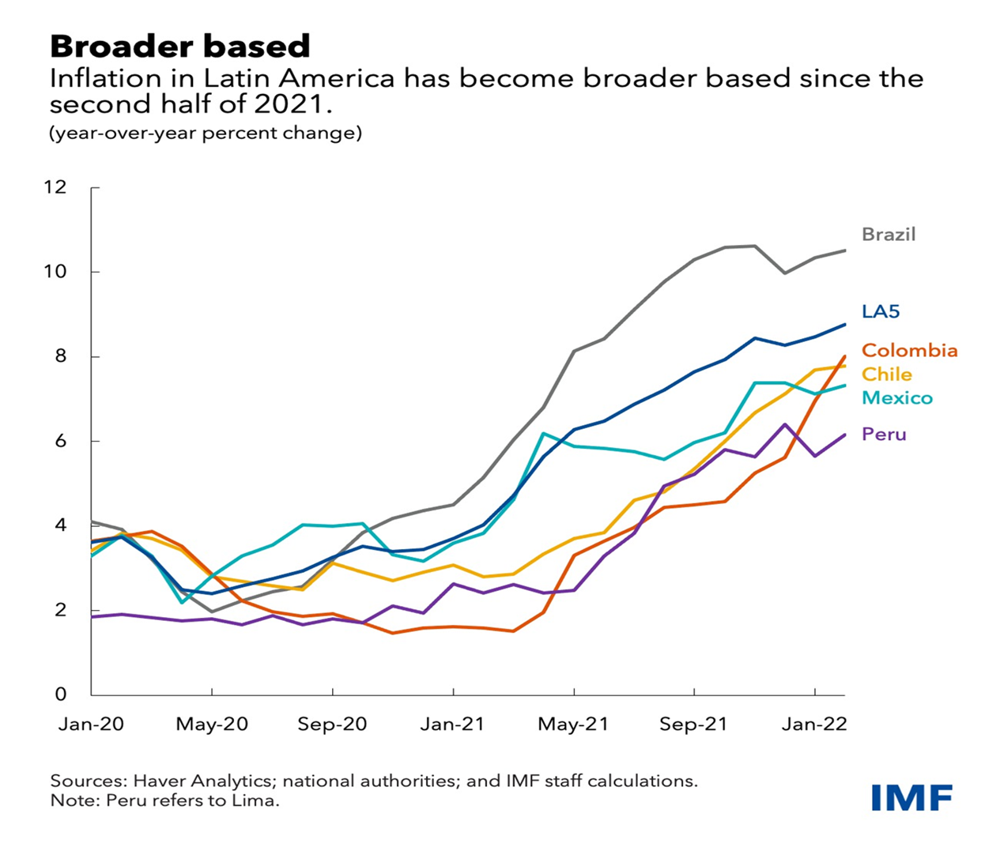 Broader based
Inflation in Latin America has become broader based since the
second half of 2021.
(year-over-year percent change)
12
10
8
6
4
2
0
Brazil
LA5
Colombia
Chile
Mexico
Peru
Jan-20 May-20 Sep-20 Jan-21 May-21 Sep-21 Jan-22
Sources: Haver Analytics; national authorities; and IMF staff calculations.
Note: Peru refers to Lima.
IMF